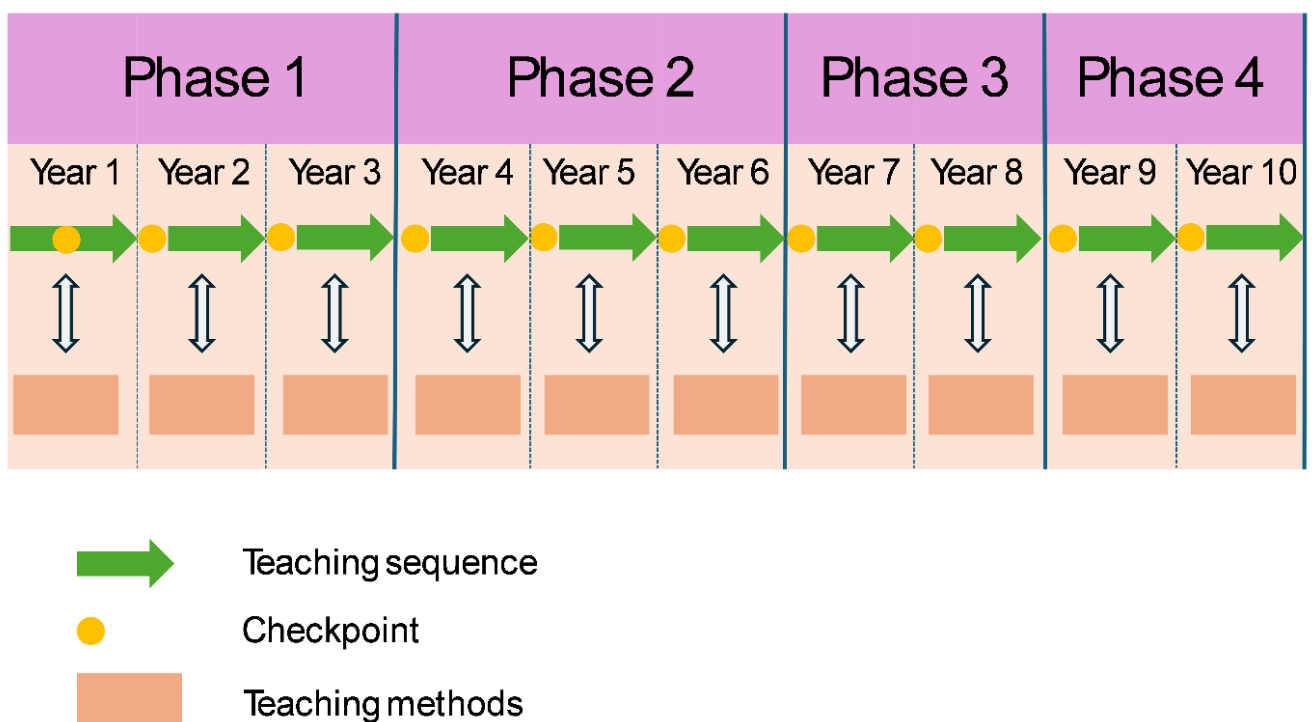 Phase 1 Phase 2 Phase 3 Phase 4
Year 1 Year 2 Year 3 Year 4 Year 5 Year 6 Year 7 Year 8 Year 9 Year 10
Teaching sequence
Checkpoint
Teaching methods